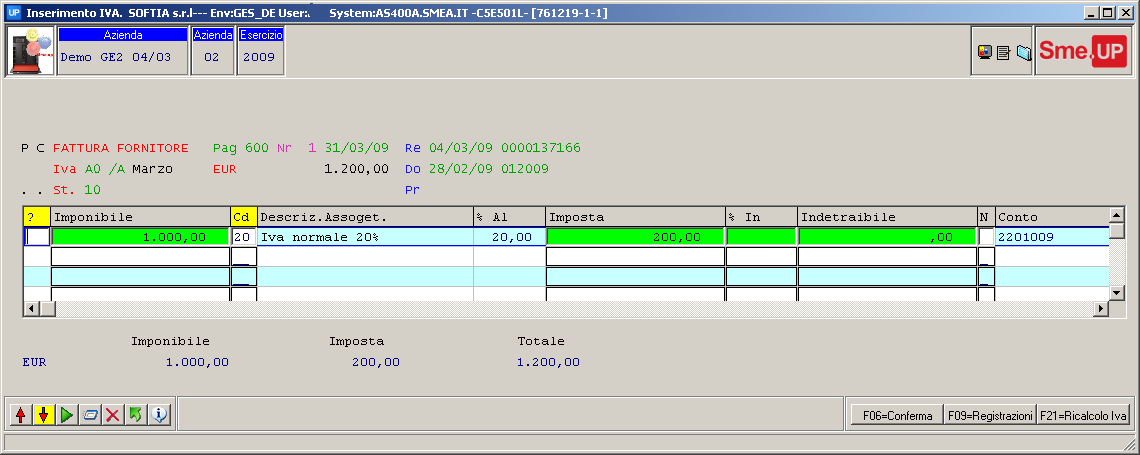 UP Inserimento IVA. SOFTIA s.r.l--- Env:GES_DE User:. System:AS400A.SMEA.IT -C5E501L- [761219-1-1]
Azienda Azienda Esercizio
Demo GE2 04/03 02 2009
Sme.UP
P C FATTURA FORNITORE Pag 600 Nr 1 31/03/09 Re 04/03/09 0000137166
Iva A0 /A Marzo EUR 1.200,00 Do 28/02/09 012009
. . St. 10 Pr
? Imponibile Cd Descriz.Assoget. % Al Imposta % In Indetraibile N Conto
1.000,00 20 Iva normale 20% 20,00 200,00 ,00 2201009
Imponibile Imposta Totale
EUR 1.000,00 200,00 1.200,00
F06=Conferma F09=Registrazioni F21=Ricalcolo Iva